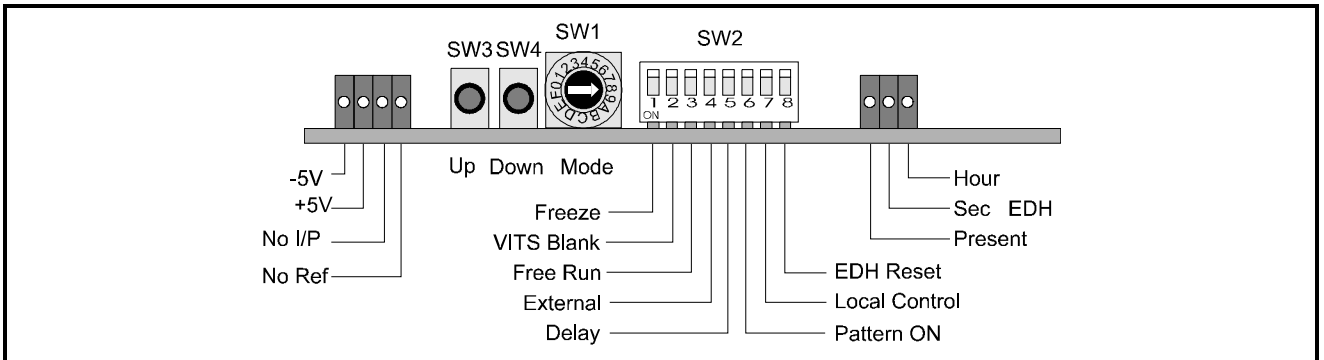 SW1
SW3 SW4
SW2
0123456789ABCDEF
1 2 3 4 5 6 7 8
ON
Up Down Mode
-5V
+5V
No I/P
No Ref
Freeze
VITS Blank
Free Run
External
Delay
EDH Reset
Local Control
Pattern ON
Hour
Sec EDH
Present